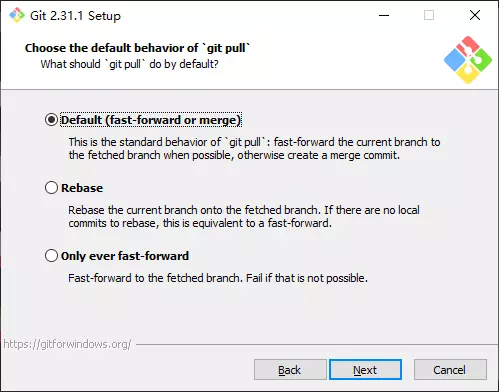 Git 2.31.1 Setup
Choose the default behavior of `git pull`
What should `git pull` do by default?
Default (fast-forward or merge)
This is the standard behavior of `git pull`: fast-forward the current branch to
the fetched branch when possible, otherwise create a merge commit.
Rebase
Rebase the current branch onto the fetched branch. If there are no local
commits to rebase, this is equivalent to a fast-forward.
Only ever fast-forward
Fast-forward to the fetched branch. Fail if that is not possible.
https://gitforwindows.org/
Back Next Cancel